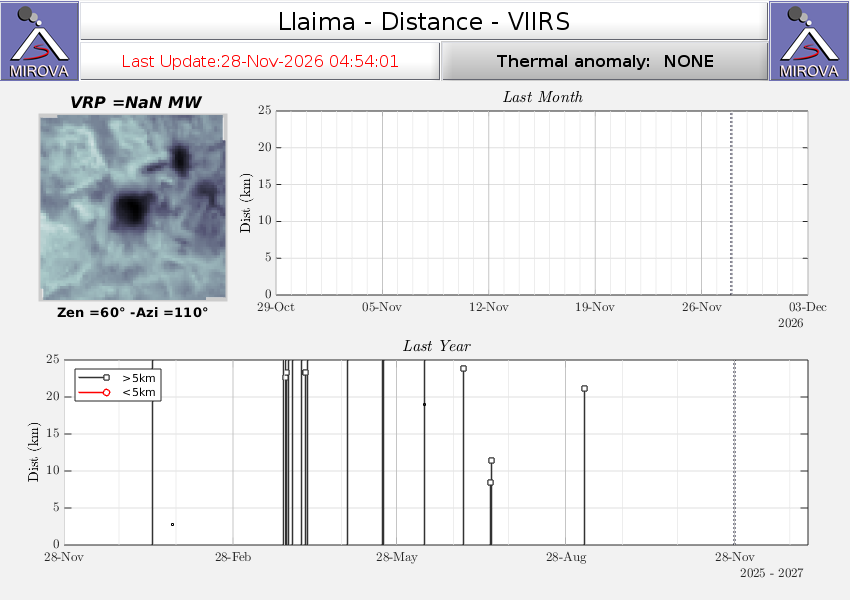 Llaima - Distance - VIIRS
MIROVA
Last Update:28-Nov-2026 04:54:01
Thermal anomaly:  NONE
MIROVA
VRP =NaN MW
Zen =60° -Azi =110°
Last Month
Dist (km)
25
20
15
10
5
0
29-Oct
05-Nov
12-Nov
19-Nov
26-Nov
03-Dec
2026
Last Year
Dist (km)
25
20
15
10
5
0
>5km
<5km
28-Nov
28-Feb
28-May
28-Aug
28-Nov
2025 - 2027